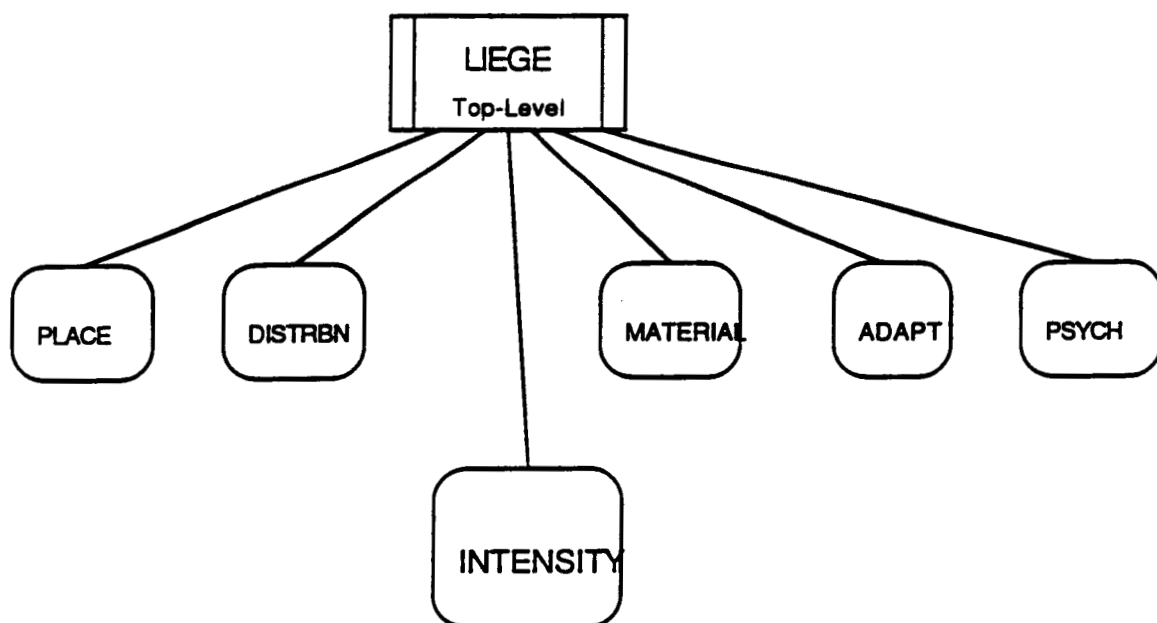 LIEGE
Top-Level
PLACE
DISTRBN
MATERIAL
ADAPT
PSYCH
INTENSITY